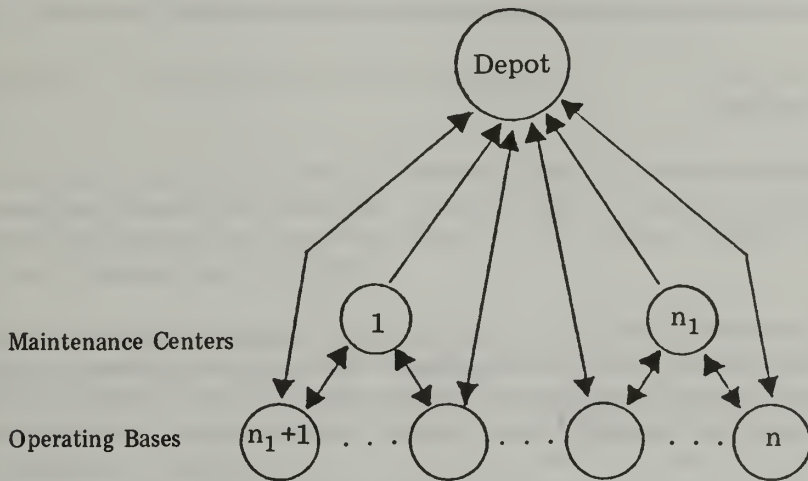 Depot
1
n₁
Maintenance Centers
Operating Bases
n₁+1
. . . .
. . . .
. . . .
n